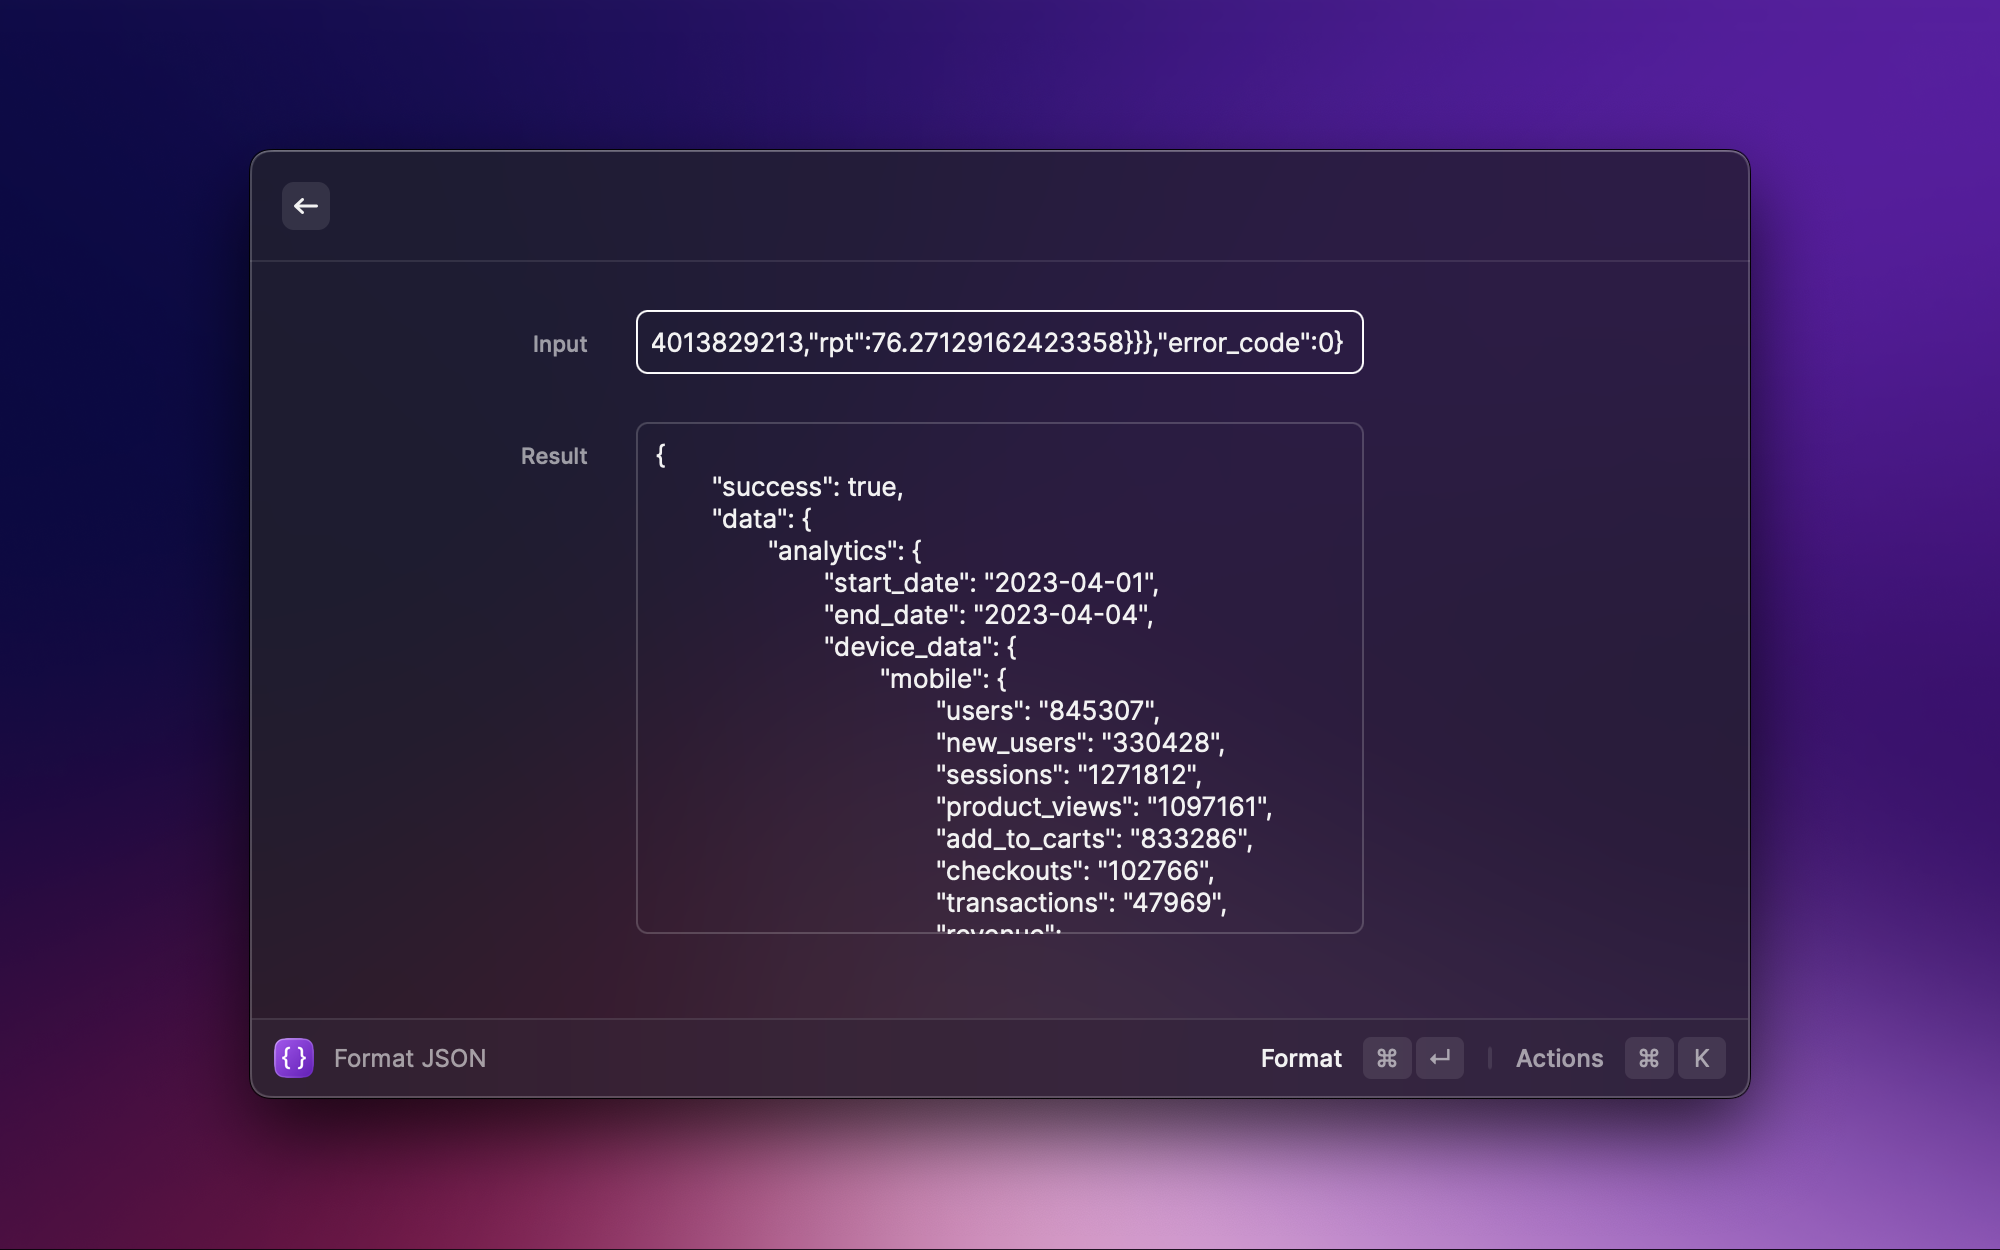 Input
4013829213,"rpt":76.27129162423358}}},"error_code":0}
Result
{
"success": true,
"data": {
"analytics": {
"start_date": "2023-04-01",
"end_date": "2023-04-04",
"device_data": {
"mobile": {
"users": "845307",
"new_users": "330428",
"sessions": "1271812",
"product_views": "1097161",
"add_to_carts": "833286",
"checkouts": "102766",
"transactions": "47969",
"revenue":
{ } Format JSON
Format ⌘ ↵ | Actions ⌘ K